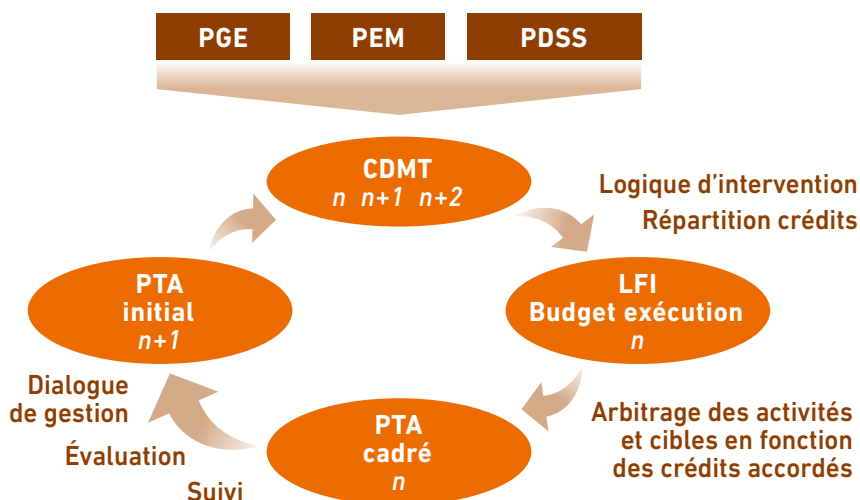 PGE
PEM
PDSS
CDMT
n n+1 n+2
Logique d’intervention
Répartition crédits
PTA
initial
n+1
LFI
Budget exécution
n
Dialogue
de gestion
Évaluation
Suivi
PTA
cadré
n
Arbitrage des activités
et cibles en fonction
des crédits accordés